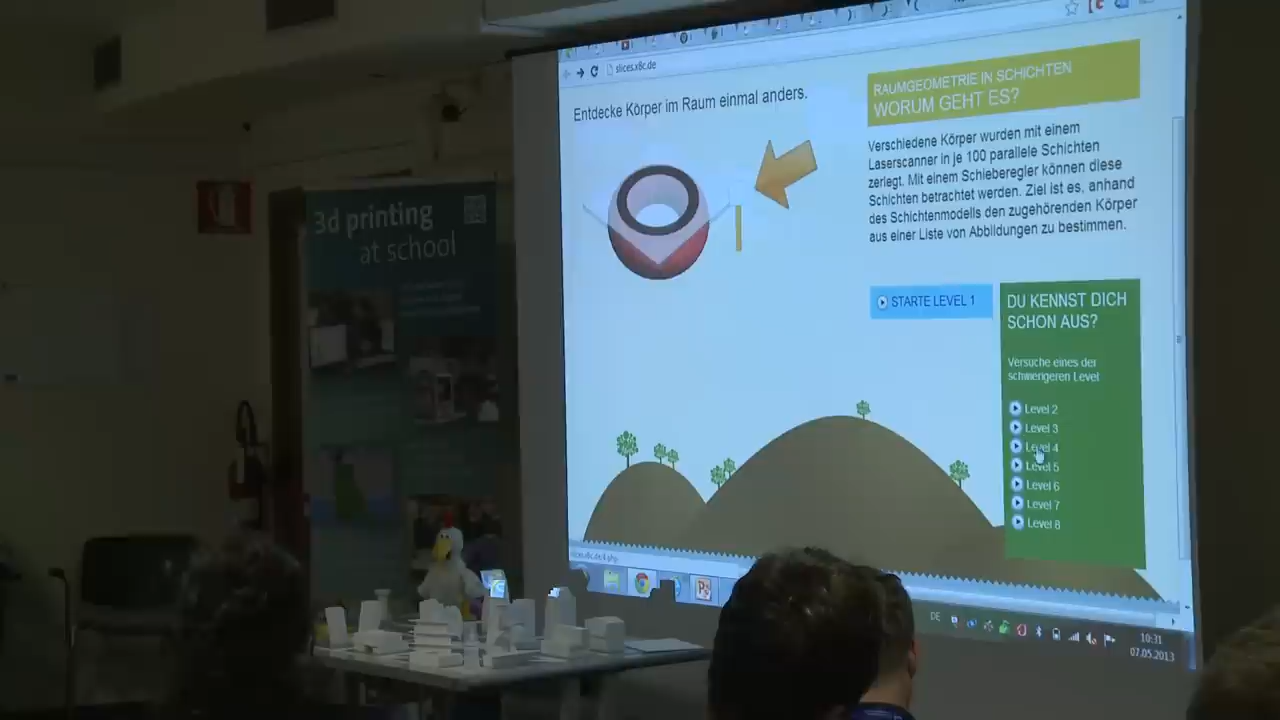 slices.x8c.de
Entdecke Körper im Raum einmal anders.
RAUMGEOMETRIE IN SCHICHTEN
WORUM GEHT ES?
Verschiedene Körper wurden mit einem
Laserscanner in je 100 parallele Schichten
zerlegt. Mit einem Schieberegler können diese
Schichten betrachtet werden. Ziel ist es, anhand
des Schichtenmodells den zugehörenden Körper
aus einer Liste von Abbildungen zu bestimmen.
STARTE LEVEL 1
DU KENNST DICH
SCHON AUS?
Versuche eines der
schwierigeren Level
Level 2
Level 3
Level 4
Level 5
Level 6
Level 7
Level 8
DE
10:31
07.05.2013
3d printing
at school